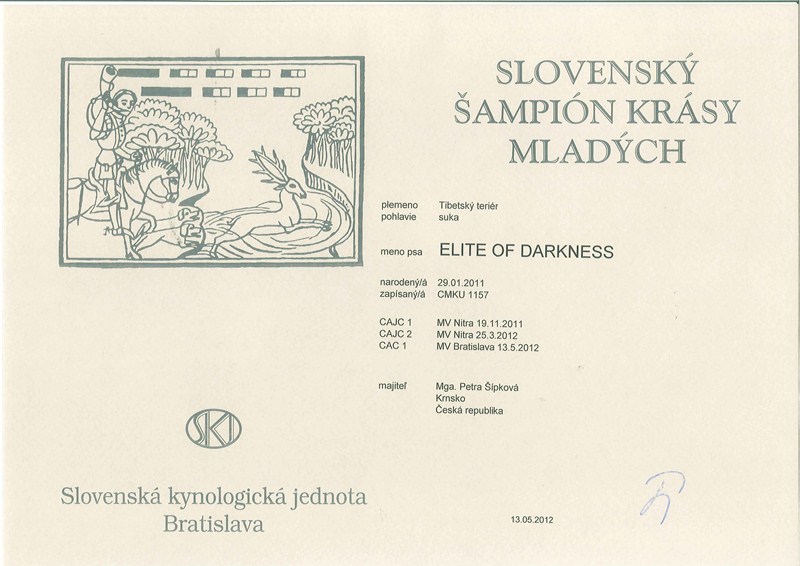 SLOVENSKÝ
ŠAMPIÓN KRÁSY
MLADÝCH
plemeno Tibetský teriér
pohlavie suka
meno psa ELITE OF DARKNESS
narodený/á 29.01.2011
zapísaný/á CMKU 1157
CAJC 1 MV Nitra 19.11.2011
CAJC 2 MV Nitra 25.3.2012
CAC 1 MV Bratislava 13.5.2012
majiteľ Mga. Petra Šípková
Krnsko
Česká republika
SKJ
Slovenská kynologická jednota
Bratislava
13.05.2012